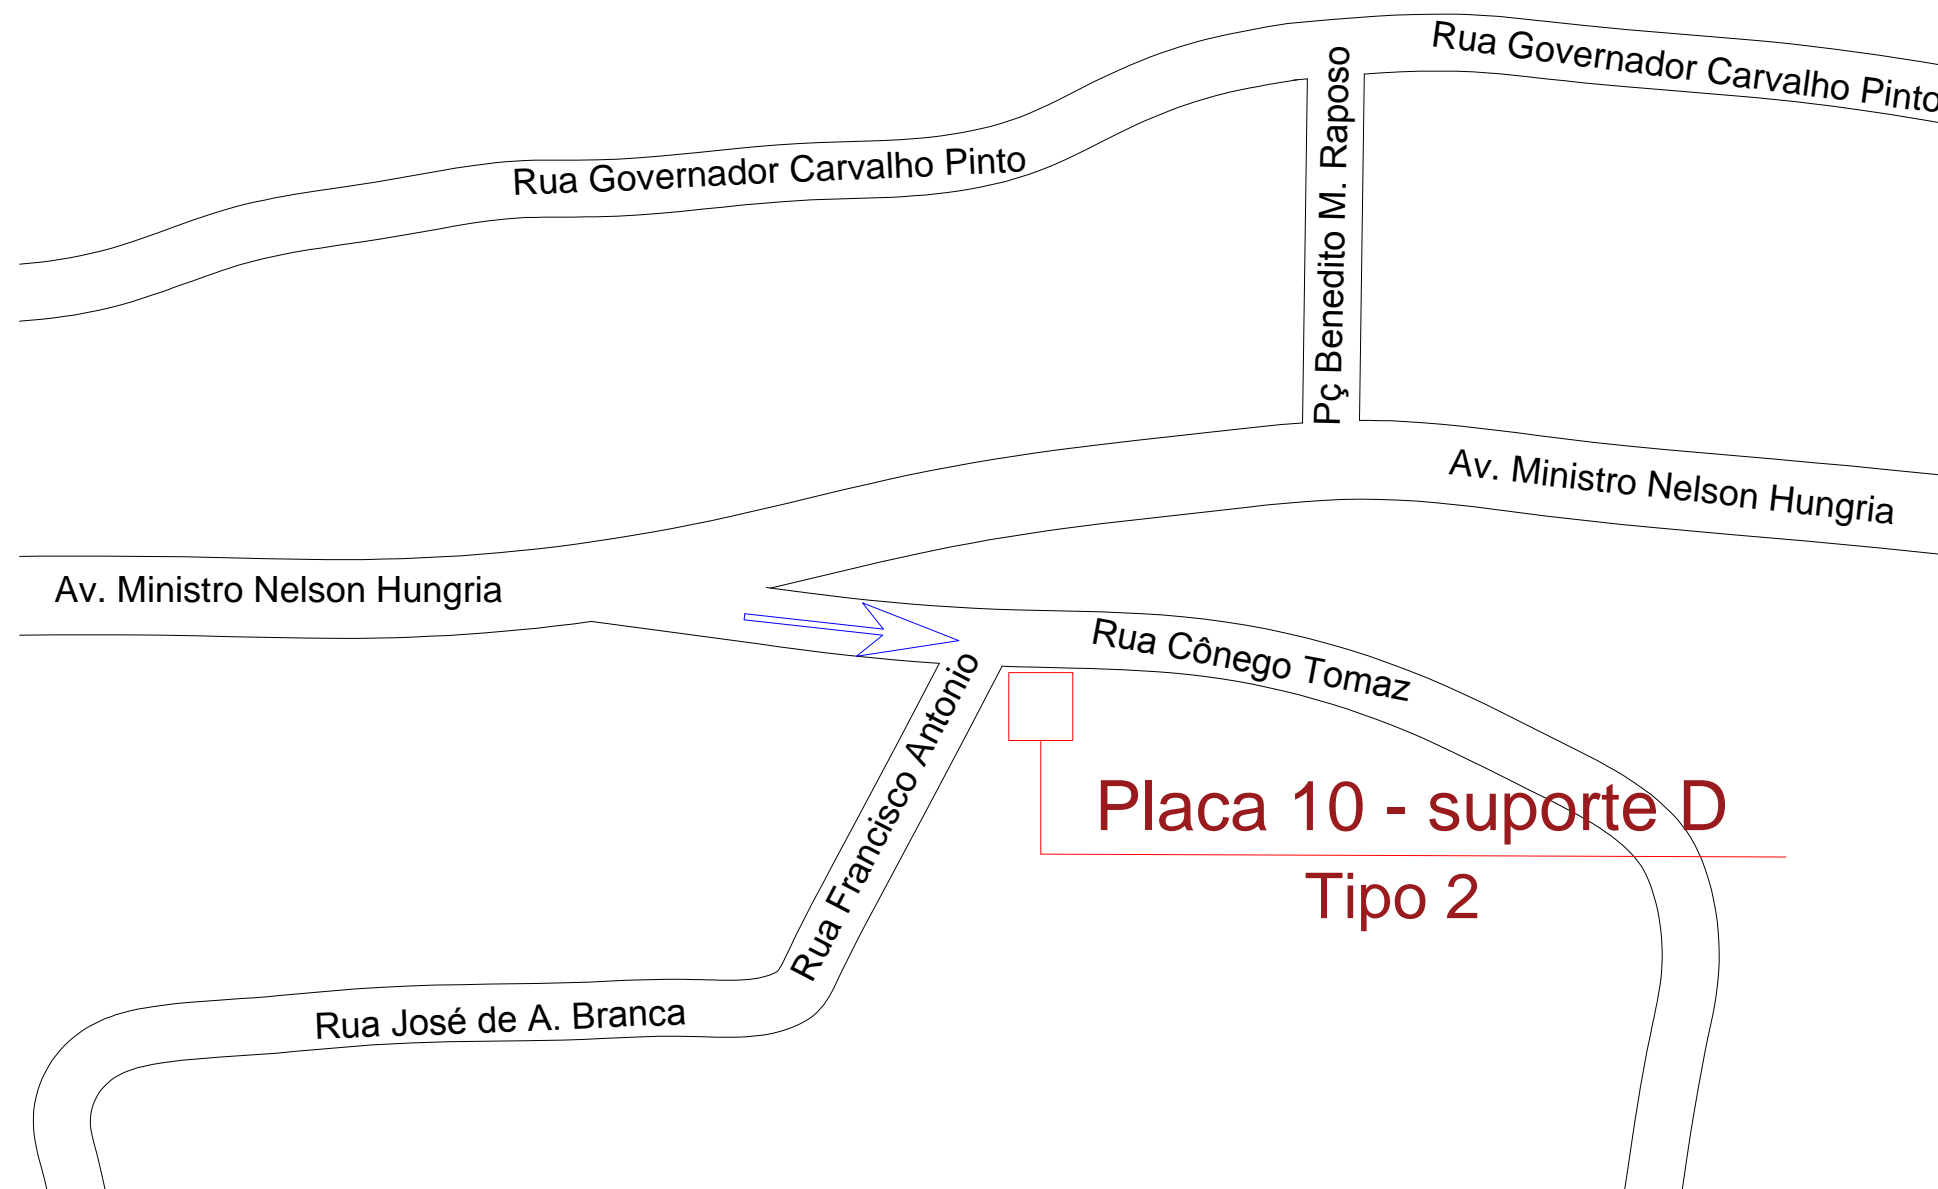 Rua Governador Carvalho Pinto
Rua Governador Carvalho Pinto
Pç Benedito M. Raposo
Av. Ministro Nelson Hungria
Av. Ministro Nelson Hungria
Rua Cônego Tomaz
Rua Francisco Antonio
Placa 10 - suporte D
Tipo 2
Rua José de A. Branca